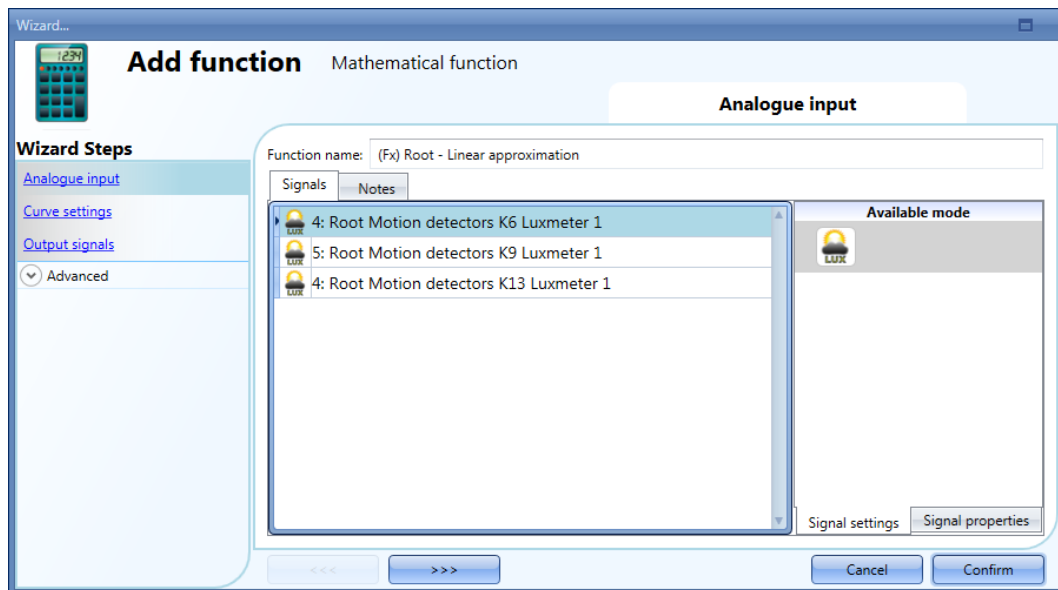 Wizard...
1234
Add function
Mathematical function
Analogue input
Wizard Steps
Analogue input
Curve settings
Output signals
Advanced
Function name: (Fx) Root - Linear approximation
Signals
Notes
LUX 4: Root Motion detectors K6 Luxmeter 1
LUX 5: Root Motion detectors K9 Luxmeter 1
LUX 4: Root Motion detectors K13 Luxmeter 1
Available mode
LUX
Signal settings
Signal properties
<<<
>>>
Cancel
Confirm